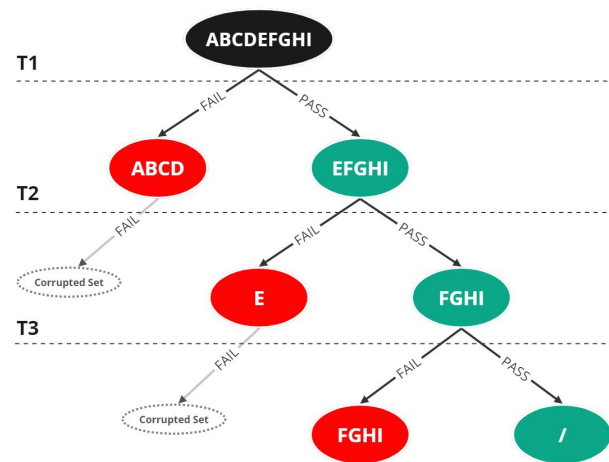 ABCDEFGHI
T1
FAIL
PASS
ABCD
EFGHI
T2
FAIL
FAIL
PASS
Corrupted Set
E
FGHI
T3
FAIL
FAIL
PASS
Corrupted Set
FGHI
/